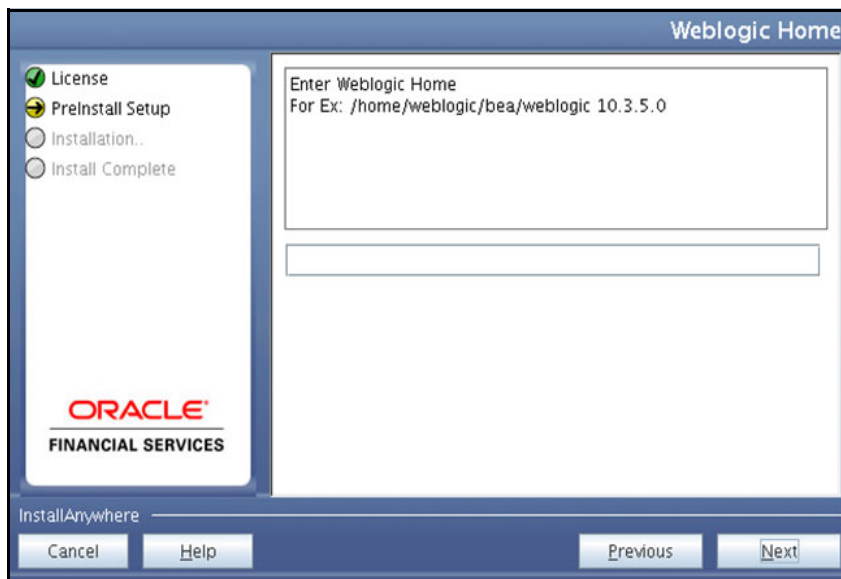 Weblogic Home
License
PreInstall Setup
Installation..
Install Complete
Enter Weblogic Home
For Ex: /home/weblogic/bea/weblogic 10.3.5.0
ORACLE®
FINANCIAL SERVICES
InstallAnywhere
Cancel Help Previous Next